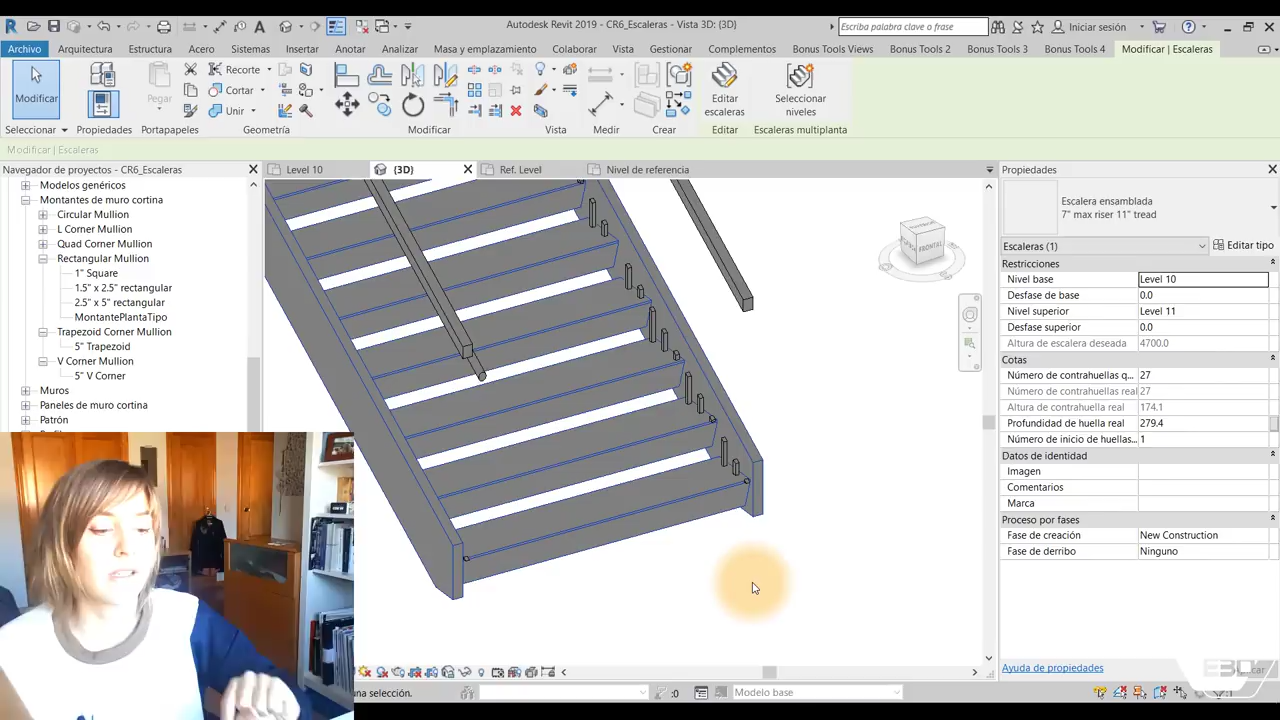 Autodesk Revit 2019 - CR6_Escaleras - Vista 3D: {3D}
Escriba palabra clave o frase
Iniciar sesión
Archivo Arquitectura Estructura Acero Sistemas Insertar Anotar Analizar Masa y emplazamiento Colaborar Vista Gestionar Complementos Bonus Tools Views Bonus Tools 2 Bonus Tools 3 Bonus Tools 4 Modificar | Escaleras
Modificar
Pegar
Recorte
Cortar
Unir
Editar escaleras
Seleccionar niveles
Seleccionar Propiedades Portapapeles Geometría Modificar Vista Medir Crear Editar Escaleras multiplanta
Modificar | Escaleras
Navegador de proyectos - CR6_Escaleras
Level 10 {3D} Ref. Level Nivel de referencia
Modelos genéricos
Montantes de muro cortina
Circular Mullion
L Corner Mullion
Quad Corner Mullion
Rectangular Mullion
1" Square
1.5" x 2.5" rectangular
2.5" x 5" rectangular
MontantePlantaTipo
Trapezoid Corner Mullion
5" Trapezoid
V Corner Mullion
5" V Corner
Muros
Paneles de muro cortina
Patrón
FRONTAL
Propiedades
Escalera ensamblada
7" max riser 11" tread
Escaleras (1) Editar tipo
Restricciones
Nivel base Level 10
Desfase de base 0.0
Nivel superior Level 11
Desfase superior 0.0
Altura de escalera deseada 4700.0
Cotas
Número de contrahuellas q... 27
Número de contrahuellas real 27
Altura de contrahuella real 174.1
Profundidad de huella real 279.4
Número de inicio de huellas... 1
Datos de identidad
Imagen
Comentarios
Marca
Proceso por fases
Fase de creación New Construction
Fase de derribo Ninguno
Ayuda de propiedades
una selección.
:0
Modelo base